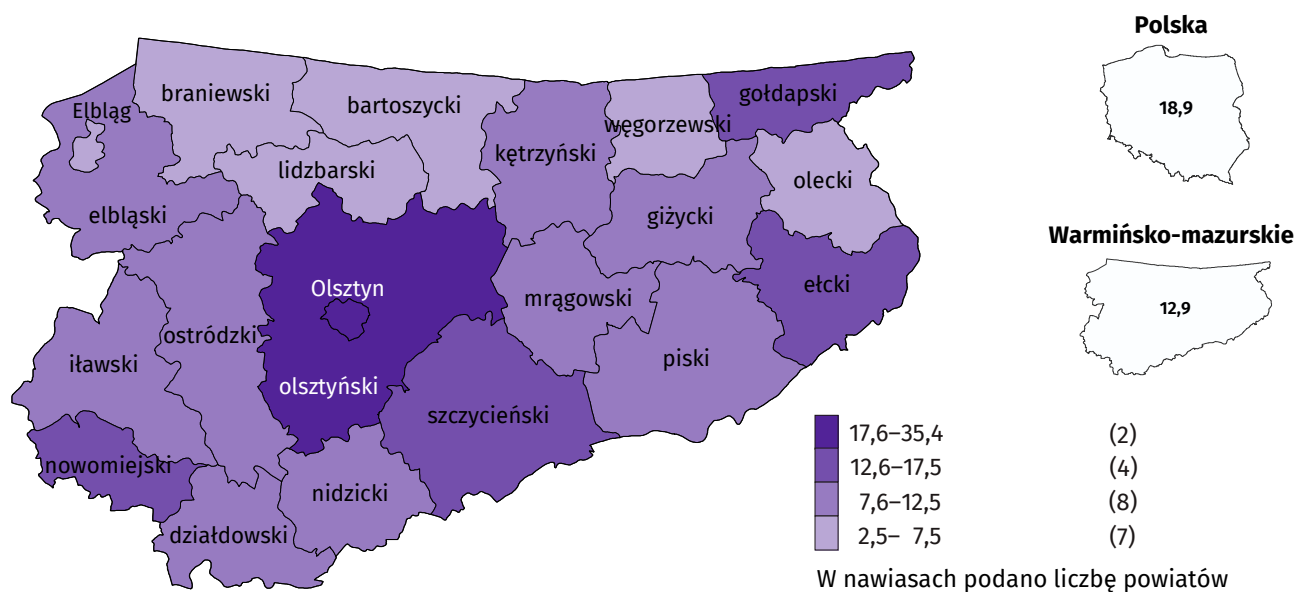 Polska
18,9
Warmińsko-mazurskie
12,9
Elbląg
braniewski
bartoszycki
gołdapski
węgorzewski
kętrzyński
lidzbarski
olecki
elbląski
giżycki
Olsztyn
mrągowski
ełcki
ostródzki
iławski
piski
olsztyński
szczycieński
nowomiejski
nidzicki
działdowski
17,6–35,4 (2)
12,6–17,5 (4)
7,6–12,5 (8)
2,5– 7,5 (7)
W nawiasach podano liczbę powiatów